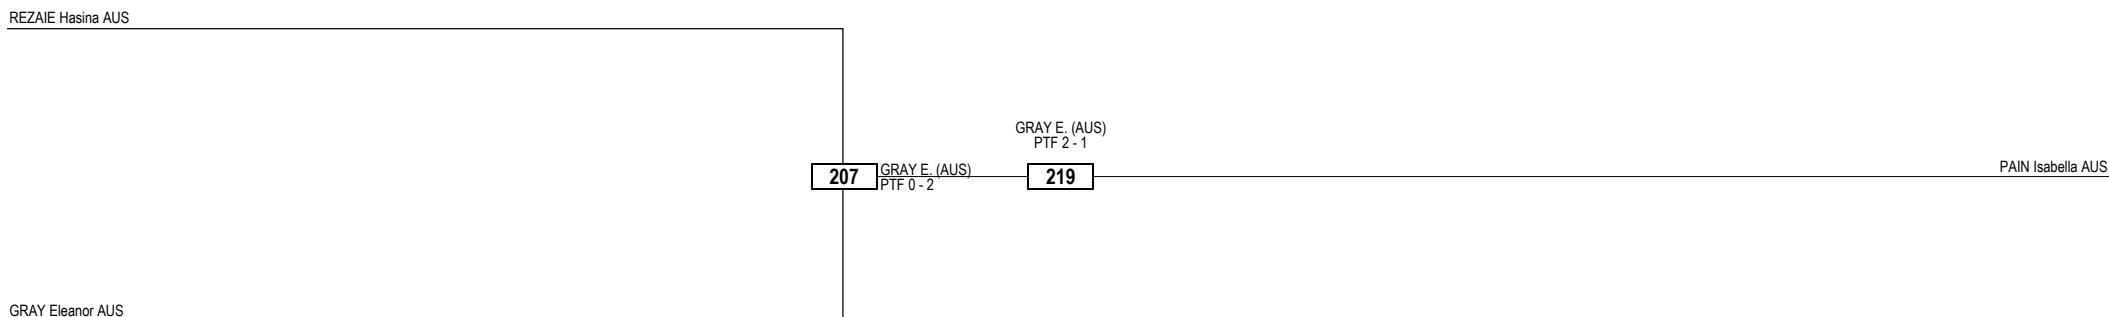 REZAIE Hasina AUS
GRAY E. (AUS)
PTF 2 - 1
PAIN Isabella AUS
207
GRAY E. (AUS)
PTF 0 - 2
219
GRAY Eleanor AUS